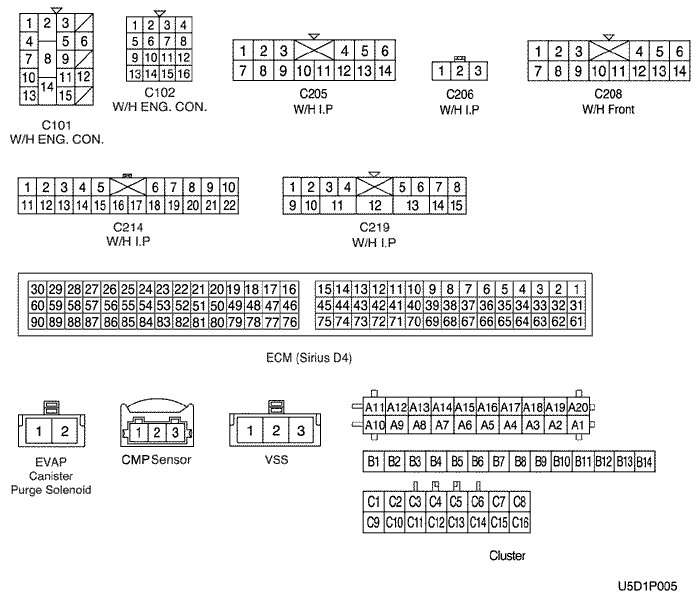 1 2 3
4 5 6
7 8 9
10 11 12
13 14 15
C101
W/H ENG. CON.
1 2 3 4
5 6 7 8
9 10 11 12
13 14 15 16
C102
W/H ENG. CON.
1 2 3 4 5 6
7 8 9 10 11 12 13 14
C205
W/H I.P
1 2 3
C206
W/H I.P
1 2 3 4 5 6
7 8 9 10 11 12 13 14
C208
W/H Front
1 2 3 4 5 6 7 8 9 10
11 12 13 14 15 16 17 18 19 20 21 22
C214
W/H I.P
1 2 3 4 5 6 7 8
9 10 11 12 13 14 15
C219
W/H I.P
30 29 28 27 26 25 24 23 22 21 20 19 18 17 16 15 14 13 12 11 10 9 8 7 6 5 4 3 2 1
60 59 58 57 56 55 54 53 52 51 50 49 48 47 46 45 44 43 42 41 40 39 38 37 36 35 34 33 32 31
90 89 88 87 86 85 84 83 82 81 80 79 78 77 76 75 74 73 72 71 70 69 68 67 66 65 64 63 62 61
ECM (Sirius D4)
1 2
EVAP
Canister
Purge Solenoid
1 2 3
CMP Sensor
1 2 3
VSS
A11 A12 A13 A14 A15 A16 A17 A18 A19 A20
A10 A9 A8 A7 A6 A5 A4 A3 A2 A1
B1 B2 B3 B4 B5 B6 B7 B8 B9 B10 B11 B12 B13 B14
C1 C2 C3 C4 C5 C6 C7 C8
C9 C10 C11 C12 C13 C14 C15 C16
Cluster
U5D1P005